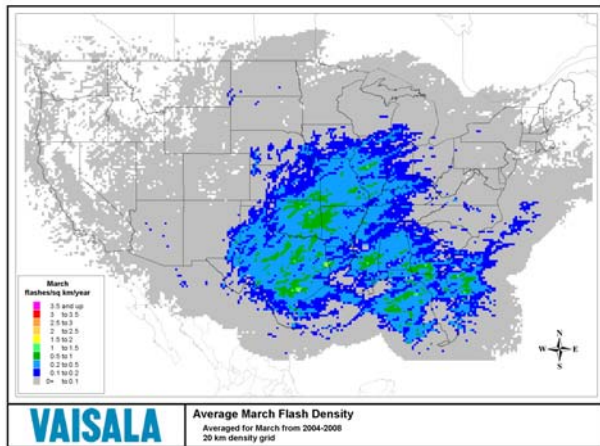 March
flashes/sq km/year
3.5 and up
3 to 3.5
2.5 to 3
2 to 2.5
1.5 to 2
1 to 1.5
0.5 to 1
0.2 to 0.5
0.1 to 0.2
0+ to 0.1
N
W E
S
VAISALA
Average March Flash Density
Averaged for March from 2004-2008
20 km density grid